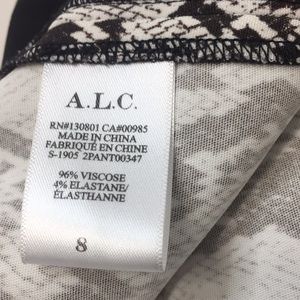 A.L.C.
RN#130801 CA#00985
MADE IN CHINA
FABRIQUÉ EN CHINE
S-1905 2PANT00347
96% VISCOSE
4% ELASTANE/
ÉLASTHANNE
8